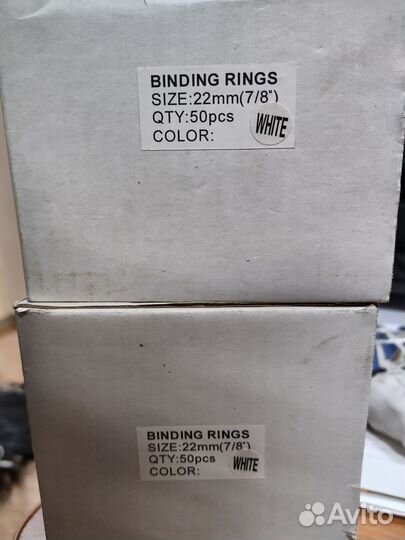 BINDING RINGS
SIZE:22mm(7/8")
QTY:50pcs
COLOR: WHITE
BINDING RINGS
SIZE:22mm(7/8")
QTY:50pcs
COLOR: WHITE
Avito